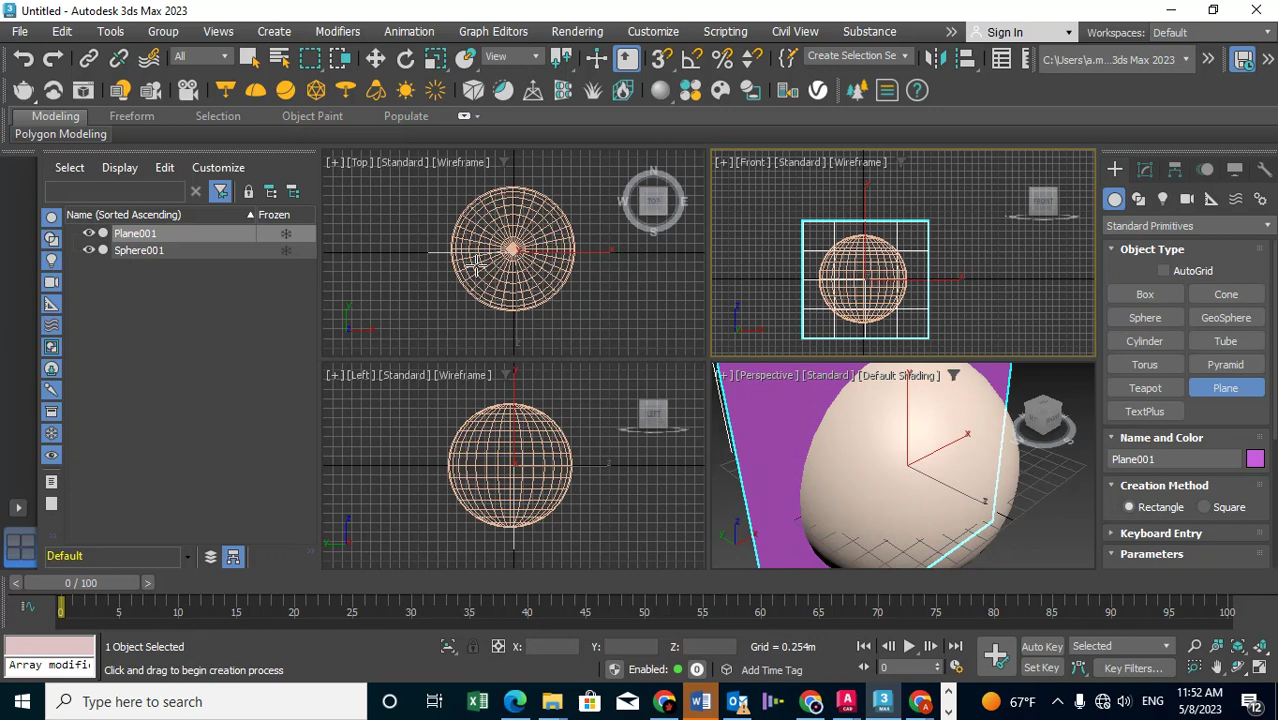 Untitled - Autodesk 3ds Max 2023
File Edit Tools Group Views Create Modifiers Animation Graph Editors Rendering Customize Scripting Civil View Substance Sign In Workspaces: Default
All View Create Selection Se C:\Users\a.m... 3ds Max 2023
Modeling Freeform Selection Object Paint Populate
Polygon Modeling
Select Display Edit Customize
Name (Sorted Ascending) Frozen
Plane001
Sphere001
Default
[+] [Top] [Standard] [Wireframe]
N
W TOP E
S
[+] [Front] [Standard] [Wireframe]
FRONT
[+] [Left] [Standard] [Wireframe]
LEFT
[+] [Perspective] [Standard] [Default Shading]
x
z
Standard Primitives
Object Type
AutoGrid
Box Cone
Sphere GeoSphere
Cylinder Tube
Torus Pyramid
Teapot Plane
TextPlus
Name and Color
Plane001
Creation Method
Rectangle Square
Keyboard Entry
Parameters
< 0 / 100 >
0 5 10 15 20 25 30 35 40 45 50 55 60 65 70 75 80 85 90 95 100
1 Object Selected X: Y: Z: Grid = 0.254m Auto Key Selected
Array modifi Click and drag to begin creation process Enabled: 0 Add Time Tag 0 Set Key Key Filters...
Type here to search 67°F ENG 11:52 AM 5/8/2023 12